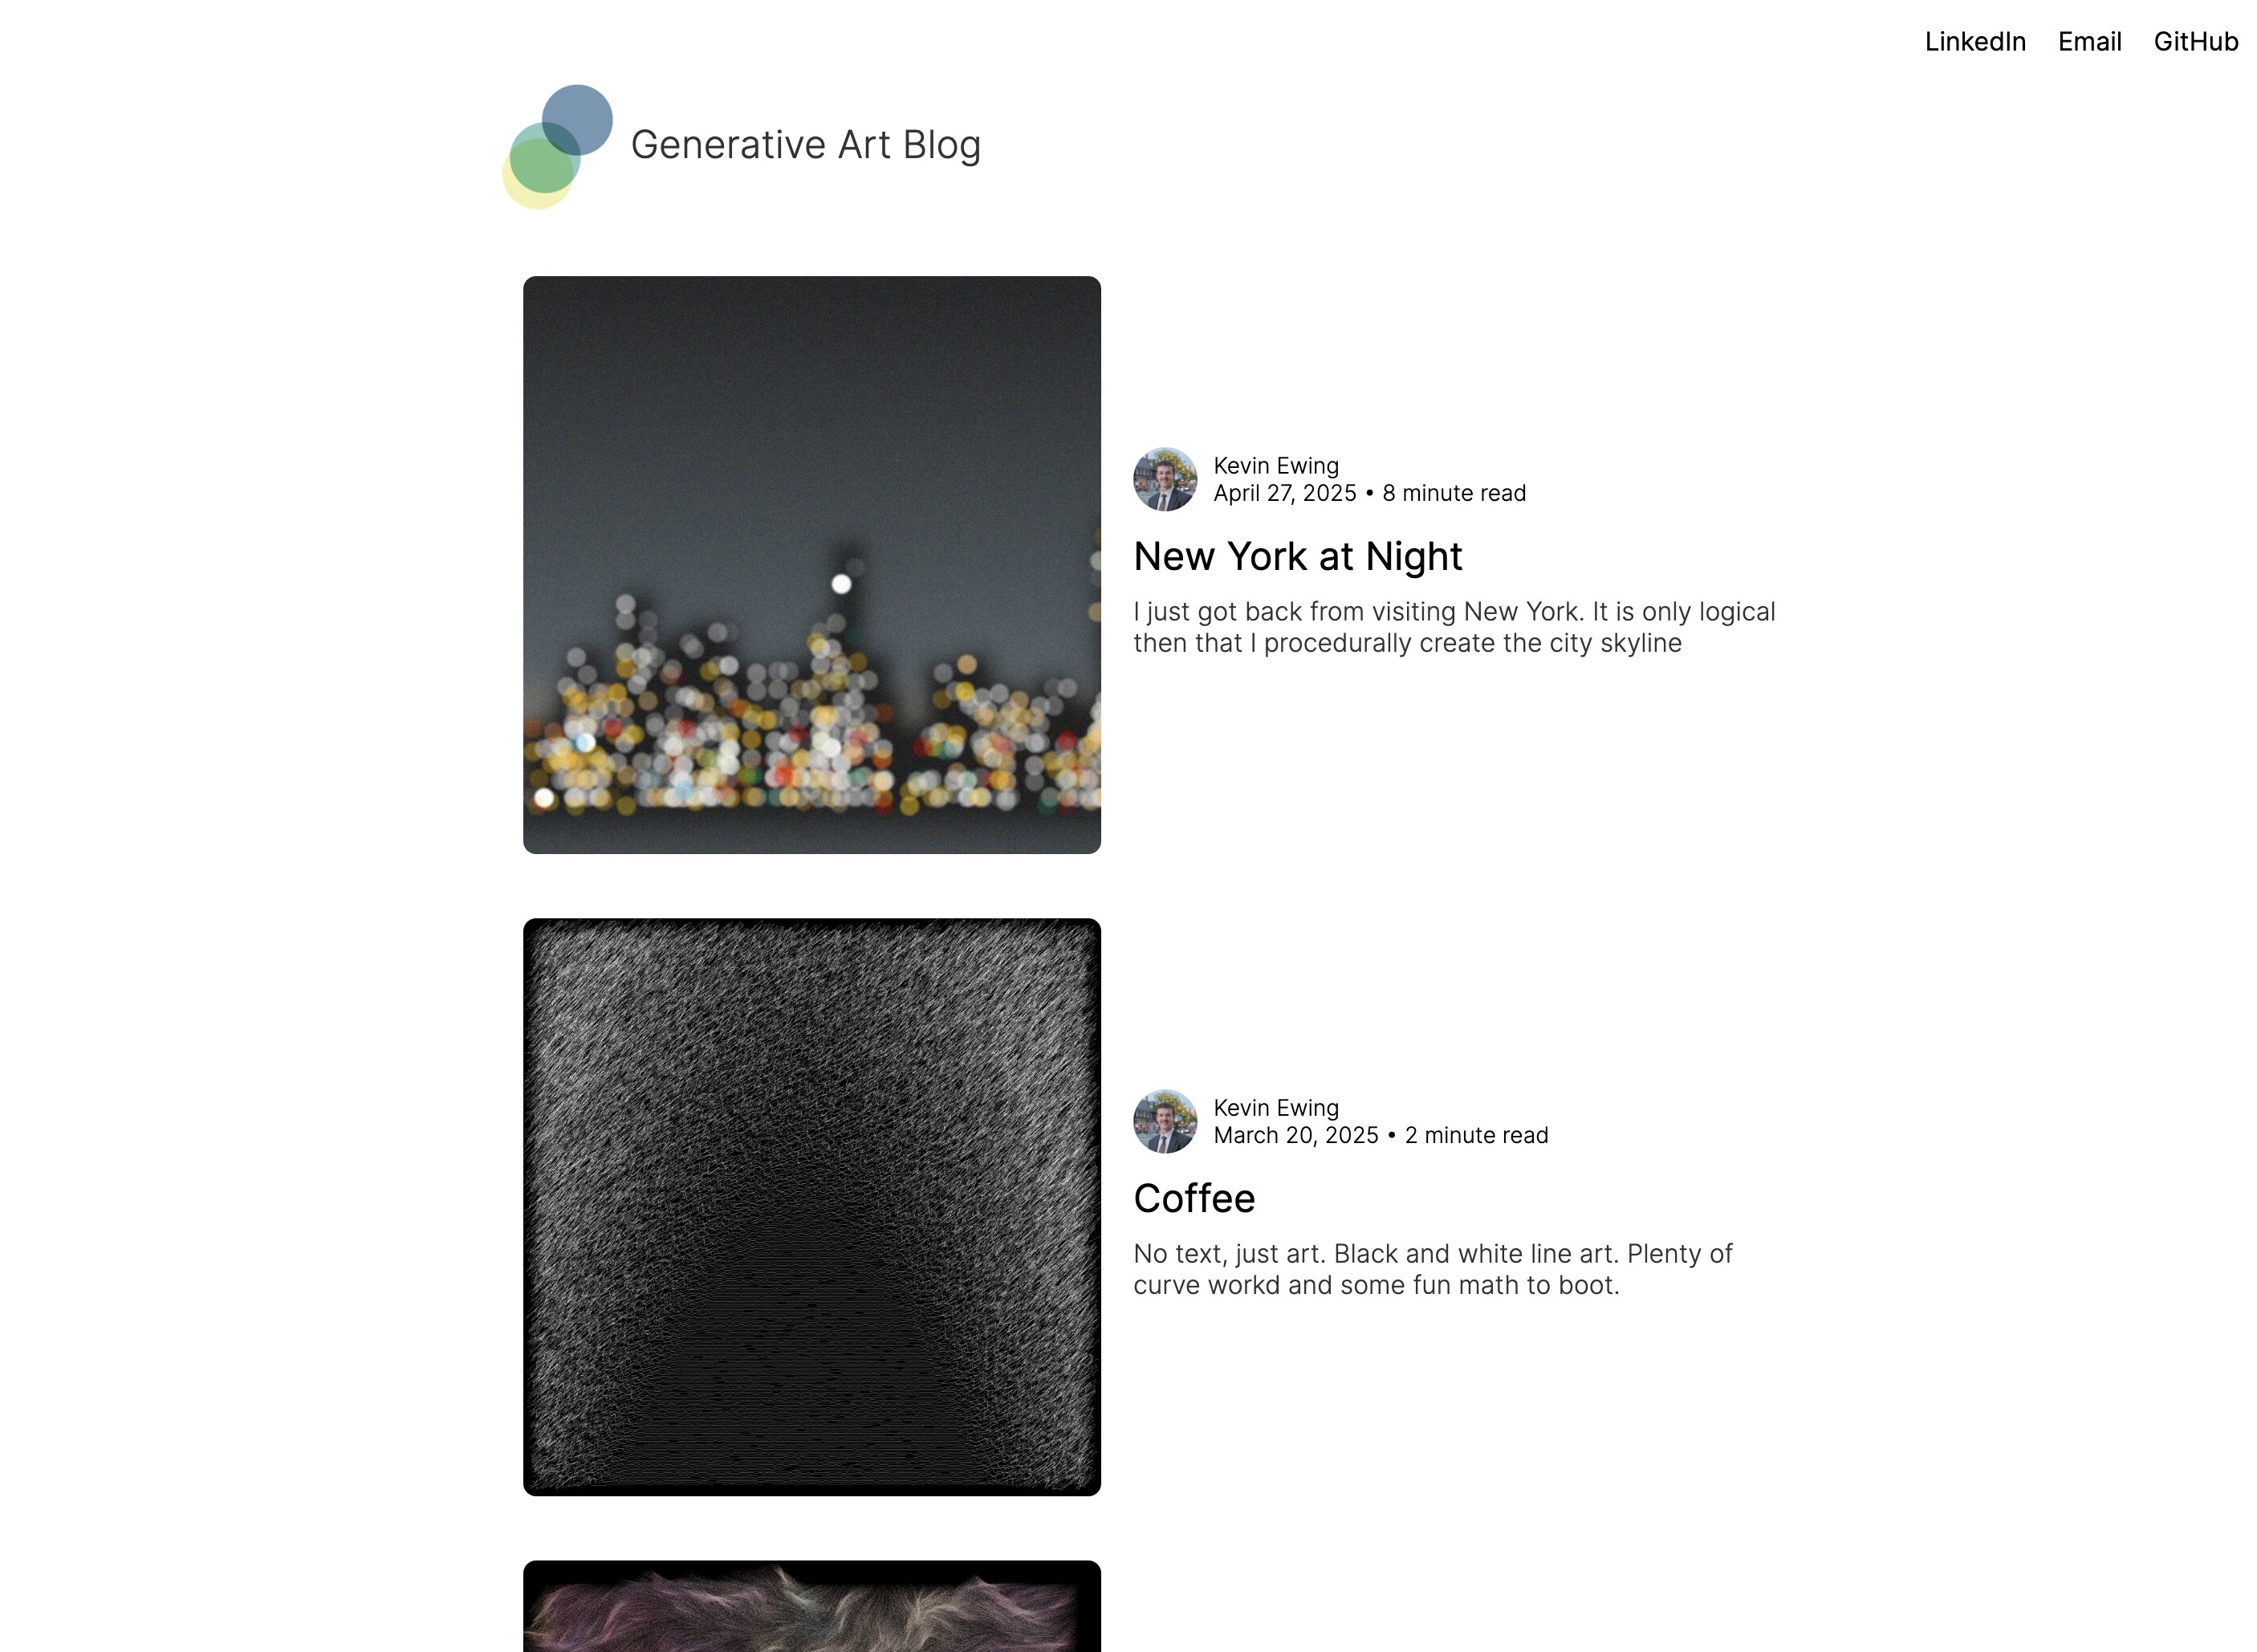 LinkedIn Email GitHub
Generative Art Blog
Kevin Ewing
April 27, 2025 • 8 minute read
New York at Night
I just got back from visiting New York. It is only logical
then that I procedurally create the city skyline
Kevin Ewing
March 20, 2025 • 2 minute read
Coffee
No text, just art. Black and white line art. Plenty of
curve workd and some fun math to boot.